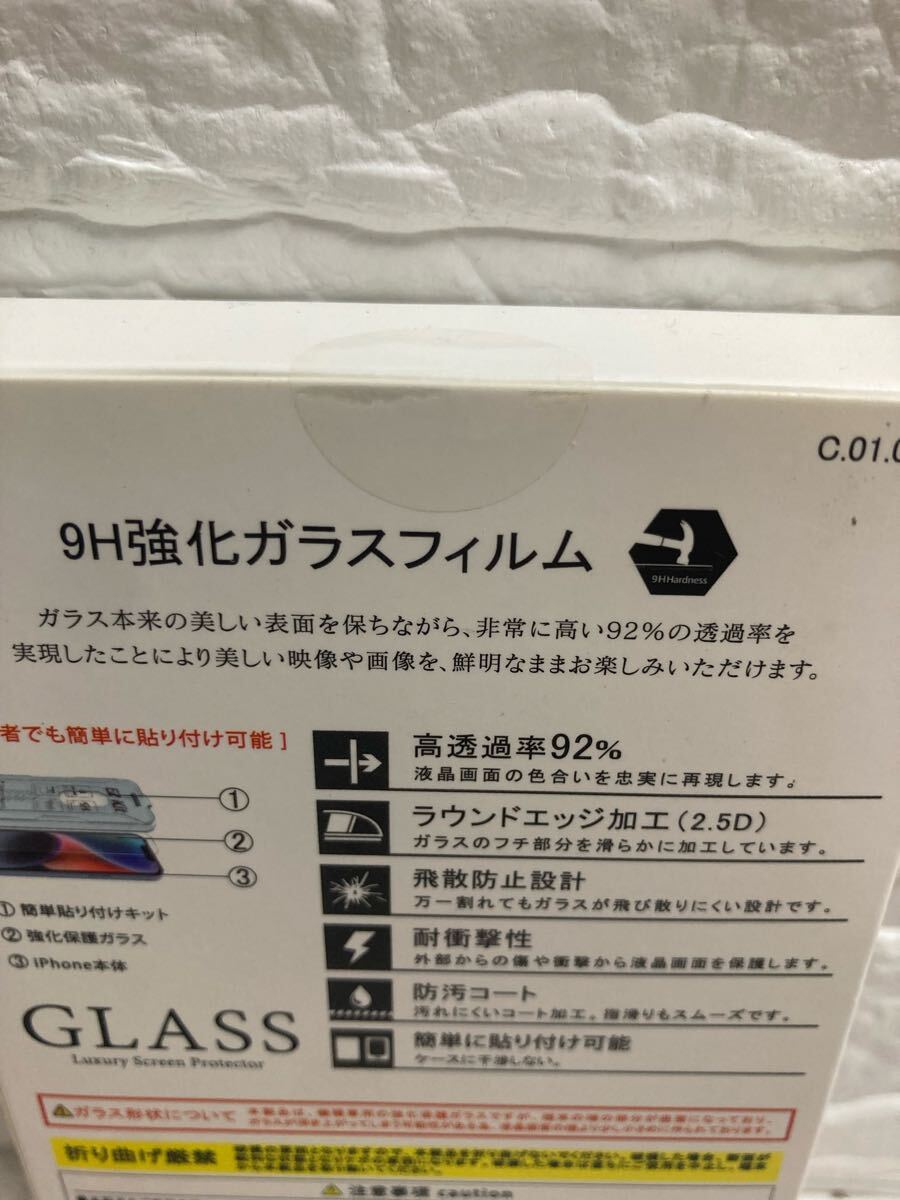 C.01.0
9H強化ガラスフィルム
9HHardness
ガラス本来の美しい表面を保ちながら、非常に高い92%の透過率を
実現したことにより美しい映像や画像を、鮮明なままお楽しみいただけます。
者でも簡単に貼り付け可能 ]
①
②
③
① 簡単貼り付けキット
② 強化保護ガラス
③ iPhone本体
GLASS
Luxury Screen Protector
高透過率92%
液晶画面の色合いを忠実に再現します。
ラウンドエッジ加工(2.5D)
ガラスのフチ部分を滑らかに加工しています。
飛散防止設計
万一割れてもガラスが飛び散りにくい設計です。
耐衝撃性
外部からの傷や衝撃から液晶画面を保護します。
防汚コート
汚れにくいコート加工。指滑りもスムーズです。
簡単に貼り付け可能
ケースに干渉しない。
ガラス形状について
折り曲げ厳禁
注意事項 caution